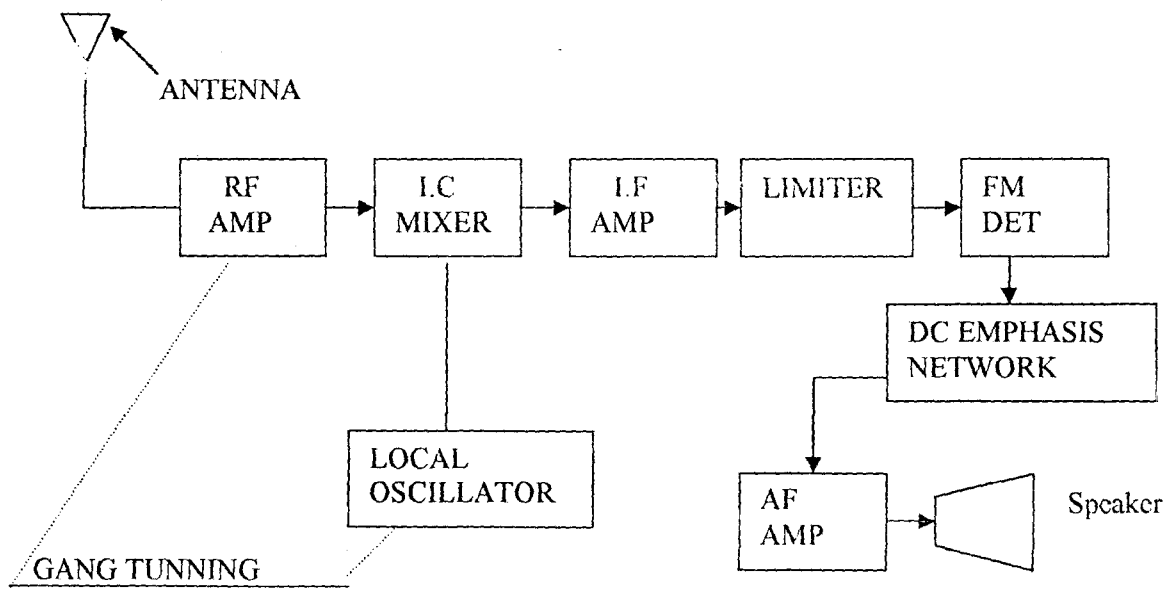 ANTENNA
RF
AMP
I.C
MIXER
I.F
AMP
LIMITER
FM
DET
DC EMPHASIS
NETWORK
LOCAL
OSCILLATOR
AF
AMP
Speaker
GANG TUNNING